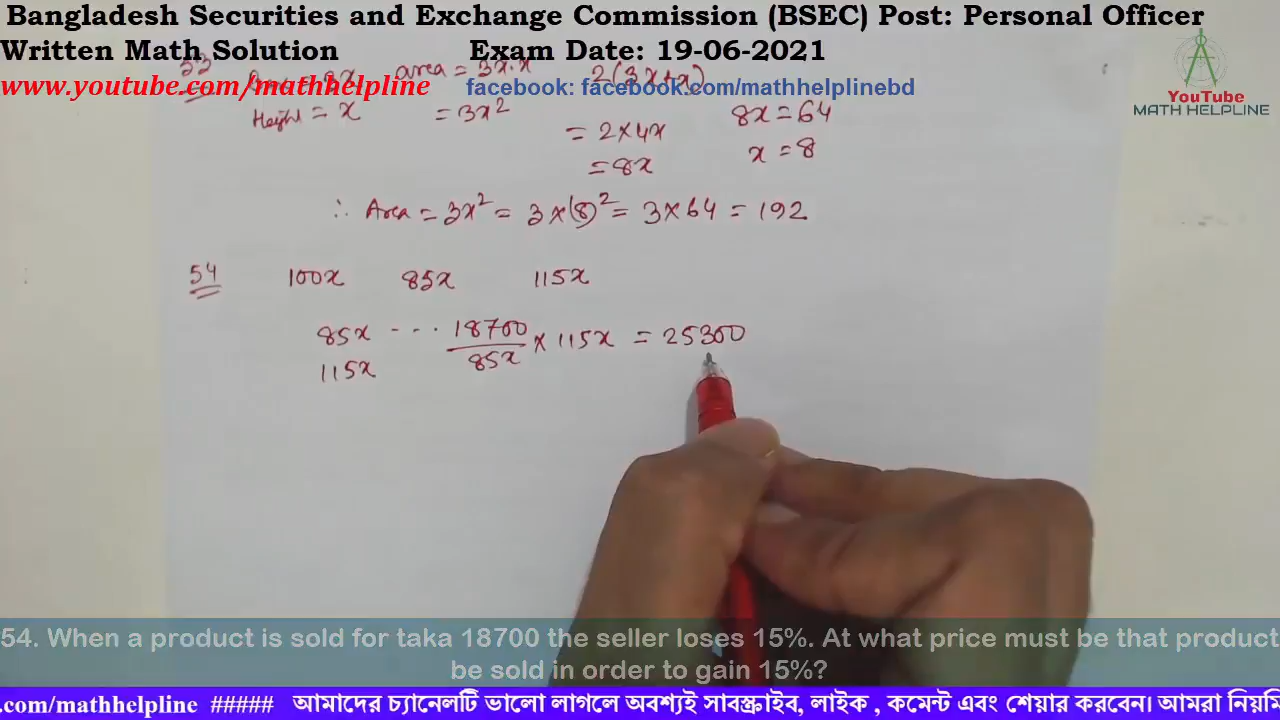 Bangladesh Securities and Exchange Commission (BSEC) Post: Personal Officer
Written Math Solution Exam Date: 19-06-2021
53 = 3x area = 3x·x 2(3x+x)
www.youtube.com/mathhelpline facebook: facebook.com/mathhelplinebd
YouTube
MATH HELPLINE
Height = x = 3x² 8x = 64
= 2×4x x = 8
= 8x
∴ Area = 3x² = 3×(8)² = 3×64 = 192
54 100x 85x 115x
85x --- 18700/85x × 115x = 25300
115x
54. When a product is sold for taka 18700 the seller loses 15%. At what price must be that product
be sold in order to gain 15%?
.com/mathhelpline ##### আমাদের চ্যানেলটি ভালো লাগলে অবশ্যই সাবস্ক্রাইব, লাইক , কমেন্ট এবং শেয়ার করবেন। আমরা নিয়মি